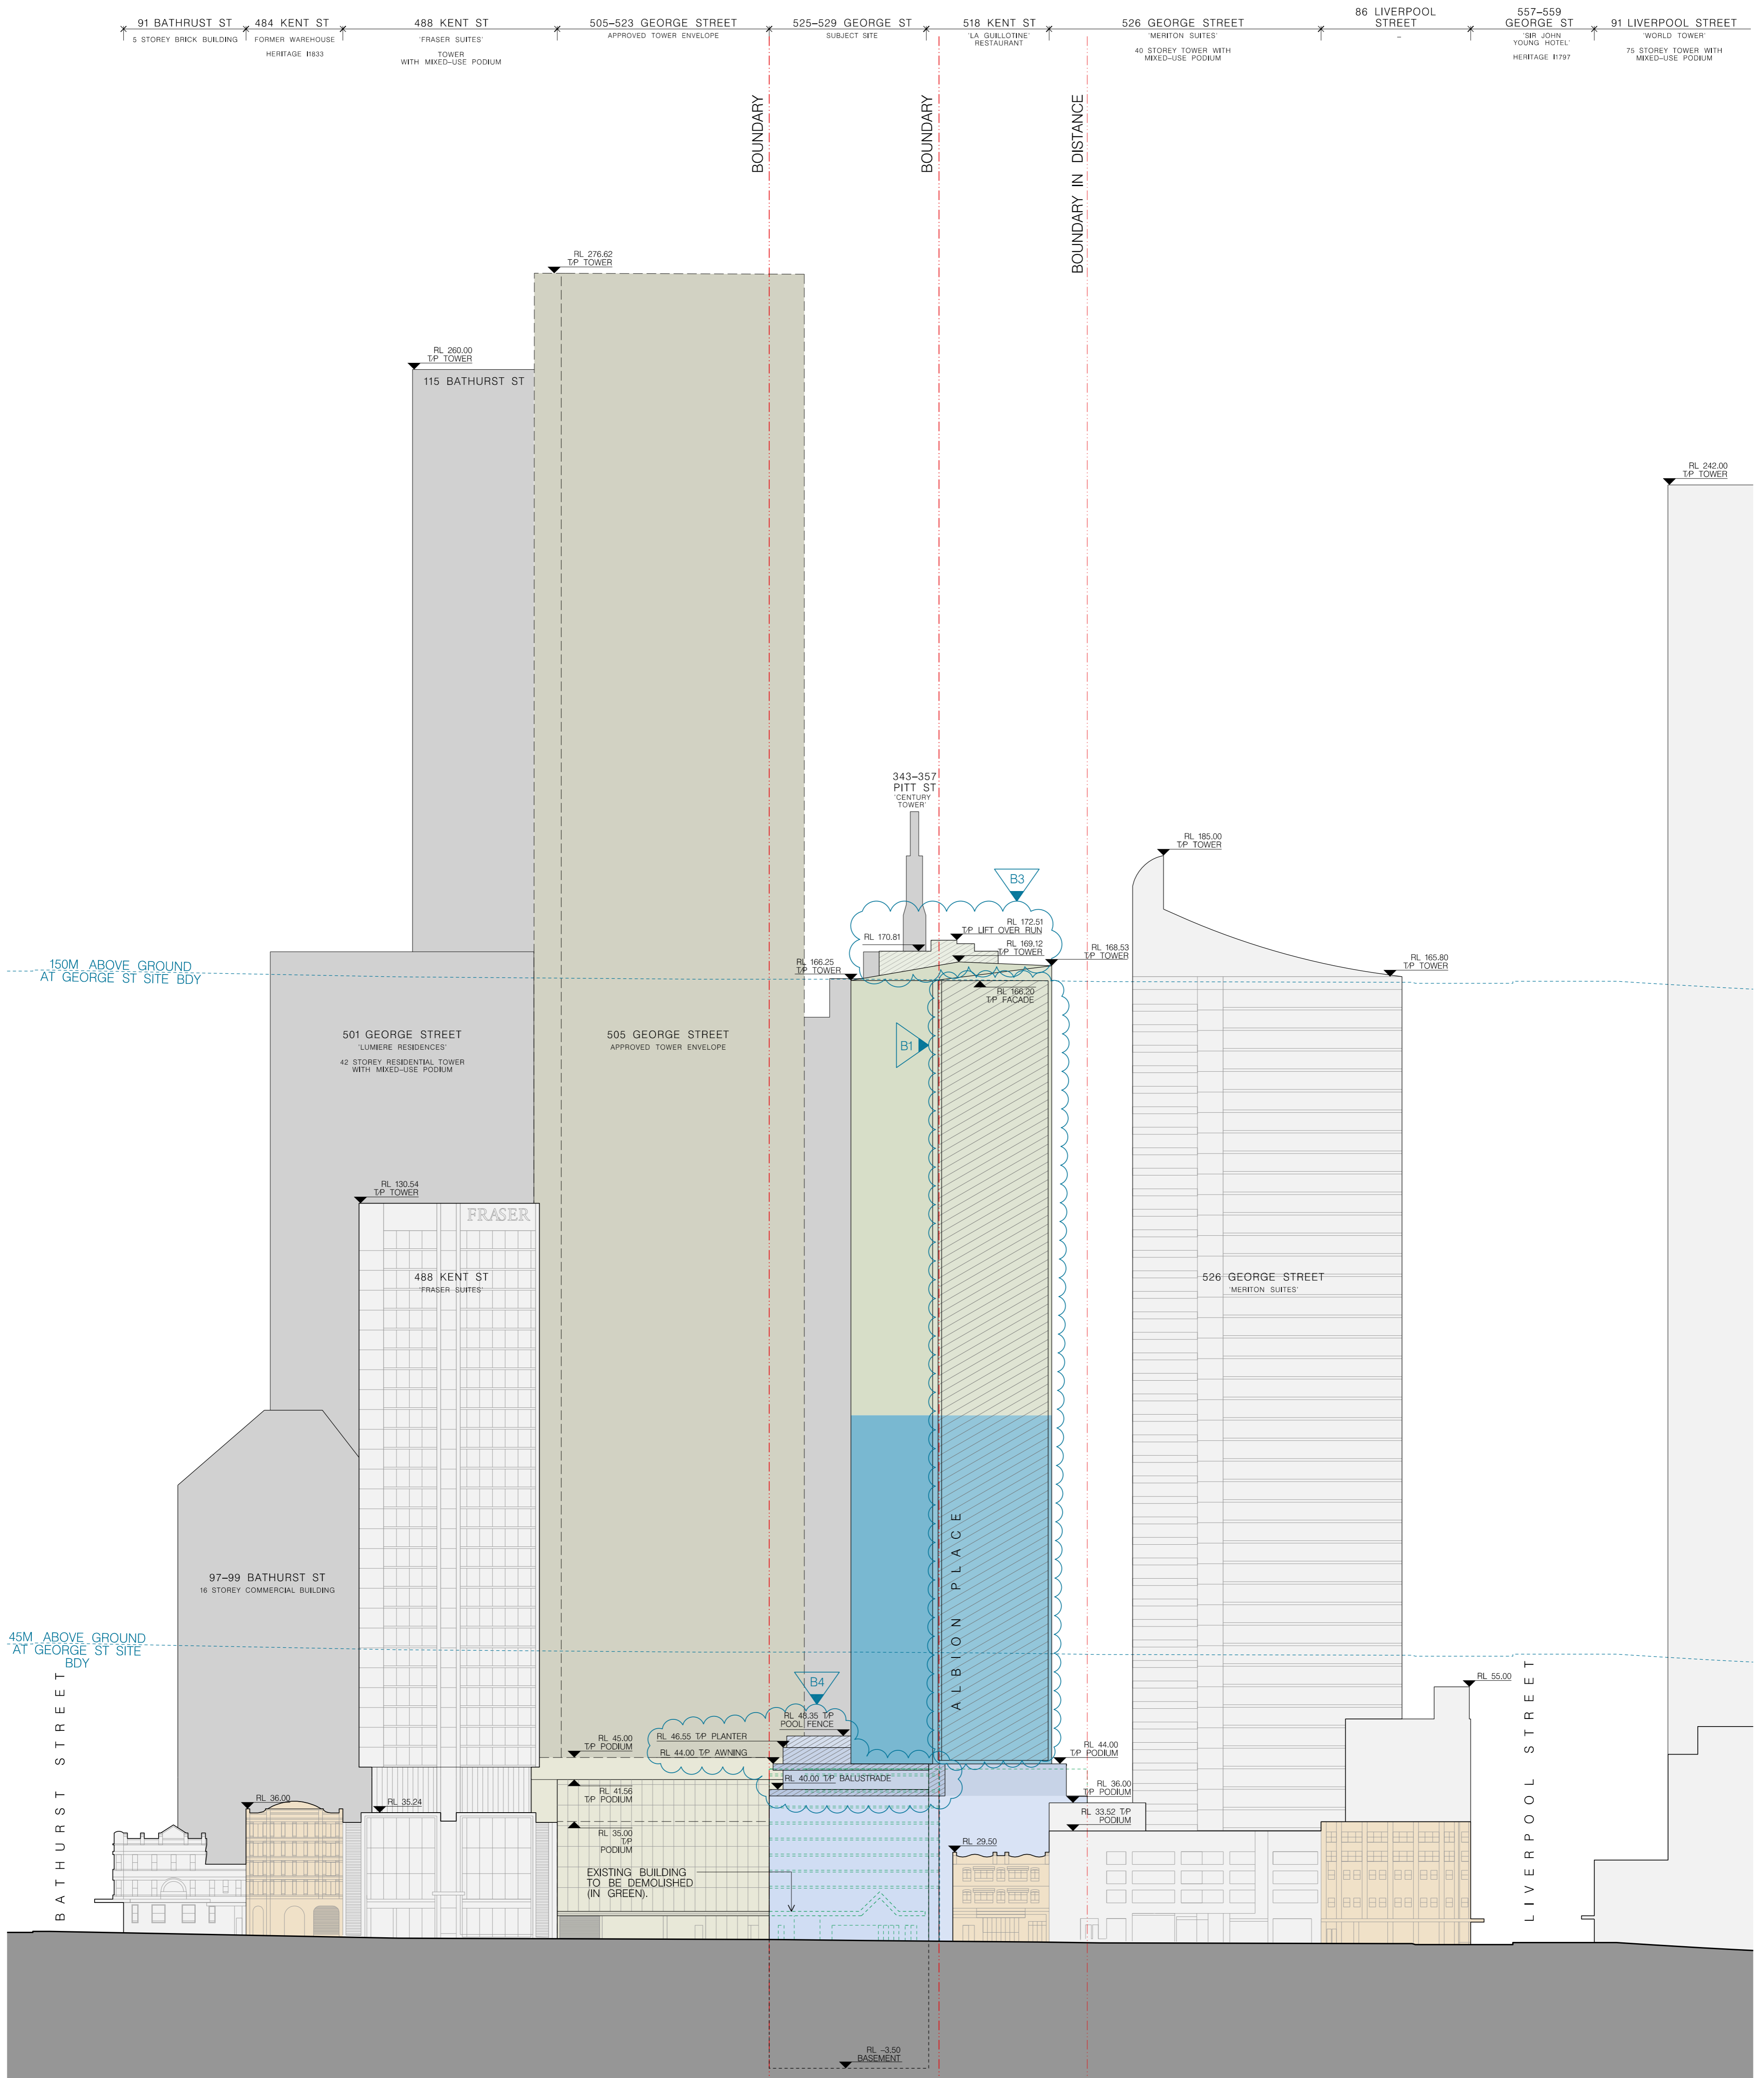 91 BATHRUST ST
5 STOREY BRICK BUILDING
484 KENT ST
FORMER WAREHOUSE
HERITAGE I1833
488 KENT ST
'FRASER SUITES'
TOWER
WITH MIXED-USE PODIUM
505-523 GEORGE STREET
APPROVED TOWER ENVELOPE
525-529 GEORGE ST
SUBJECT SITE
518 KENT ST
'LA GUILLOTINE'
RESTAURANT
526 GEORGE STREET
'MERITON SUITES'
40 STOREY TOWER WITH
MIXED-USE PODIUM
86 LIVERPOOL
STREET
–
557-559
GEORGE ST
'SIR JOHN
YOUNG HOTEL'
HERITAGE I1797
91 LIVERPOOL STREET
'WORLD TOWER'
75 STOREY TOWER WITH
MIXED-USE PODIUM
BOUNDARY
BOUNDARY
BOUNDARY IN DISTANCE
RL 276.62
T/P TOWER
RL 260.00
T/P TOWER
115 BATHURST ST
RL 242.00
T/P TOWER
343-357
PITT ST
'CENTURY
TOWER'
RL 185.00
T/P TOWER
B3
RL 172.51
T/P LIFT OVER RUN
RL 170.81
RL 169.12
T/P TOWER
RL 168.53
T/P TOWER
RL 166.25
T/P TOWER
RL 165.80
T/P TOWER
150M ABOVE GROUND
AT GEORGE ST SITE BDY
RL 166.20
T/P FACADE
501 GEORGE STREET
'LUMIERE RESIDENCES'
42 STOREY RESIDENTIAL TOWER
WITH MIXED-USE PODIUM
505 GEORGE STREET
APPROVED TOWER ENVELOPE
B1
RL 130.54
T/P TOWER
FRASER
488 KENT ST
'FRASER SUITES'
526 GEORGE STREET
'MERITON SUITES'
ALBION PLACE
97-99 BATHURST ST
16 STOREY COMMERCIAL BUILDING
45M ABOVE GROUND
AT GEORGE ST SITE
BDY
BATHURST STREET
LIVERPOOL STREET
B4
RL 55.00
RL 48.35 T/P
POOL FENCE
RL 46.55 T/P PLANTER
RL 45.00
T/P PODIUM
RL 44.00 T/P AWNING
RL 44.00
T/P PODIUM
RL 40.00 T/P BALUSTRADE
RL 41.56
T/P PODIUM
RL 36.00
T/P PODIUM
RL 36.00
RL 35.24
RL 33.52 T/P
PODIUM
RL 35.00
T/P
PODIUM
RL 29.50
EXISTING BUILDING
TO BE DEMOLISHED
(IN GREEN).
RL -3.50
BASEMENT